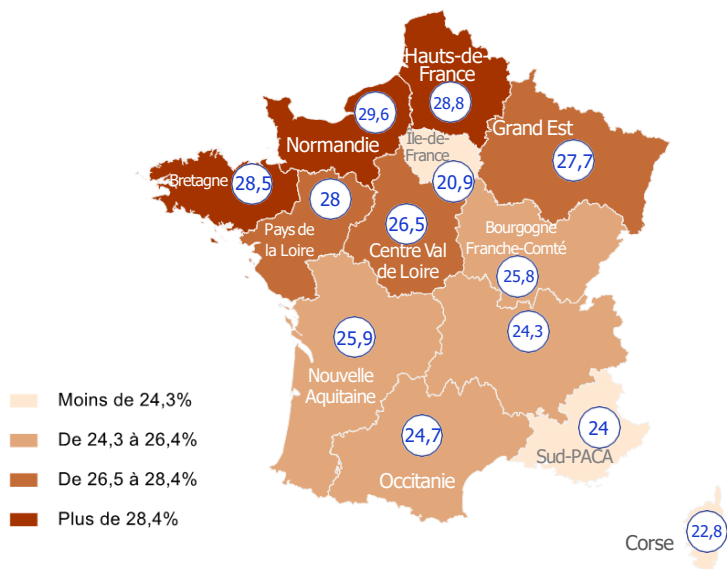 Hauts-de-
France
28,8
29,6
Normandie
Île-de-
France
20,9
Grand Est
27,7
Bretagne
28,5
28
Pays de
la Loire
26,5
Centre Val
de Loire
Bourgogne
Franche-Comté
25,8
24,3
25,9
Nouvelle
Aquitaine
24,7
Occitanie
24
Sud-PACA
Corse
22,8
Moins de 24,3%
De 24,3 à 26,4%
De 26,5 à 28,4%
Plus de 28,4%